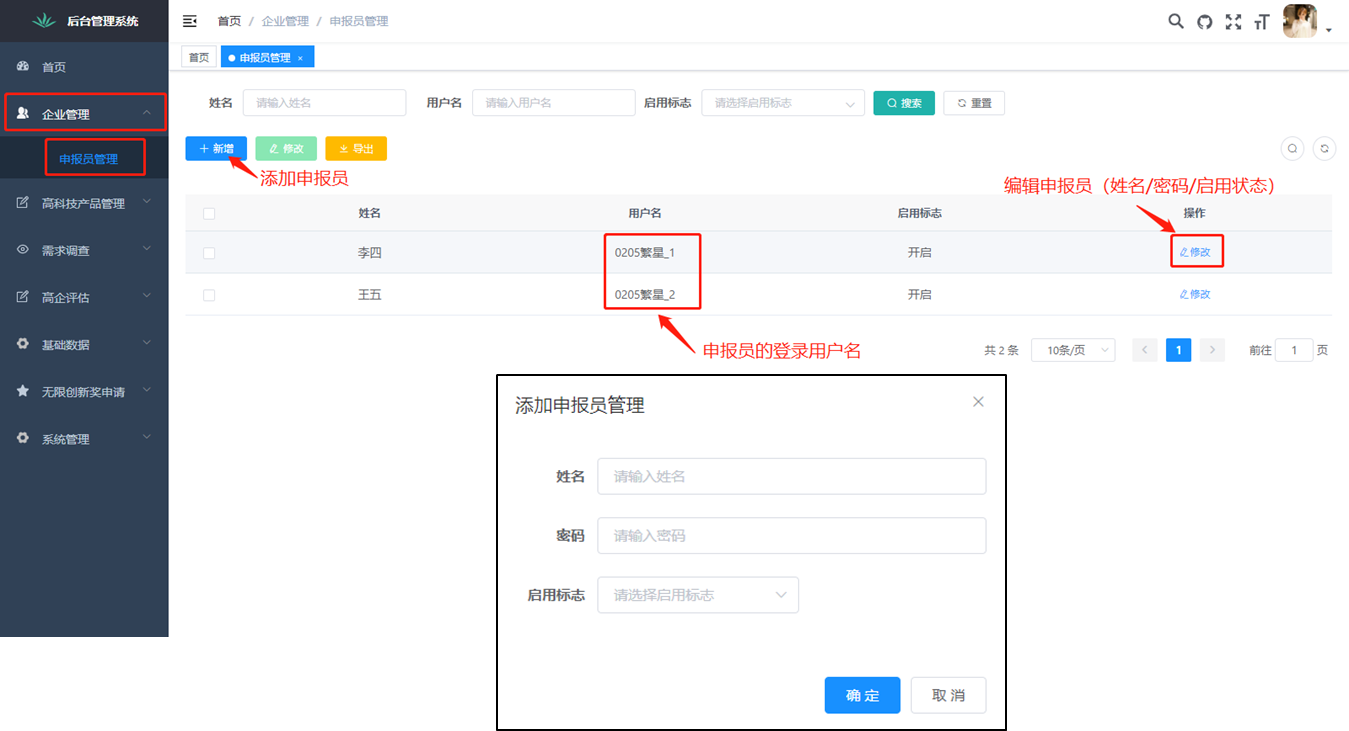 后台管理系统
首页 / 企业管理 / 申报员管理
首页
申报员管理 ×
首页
企业管理
申报员管理
高科技产品管理
需求调查
高企评估
基础数据
无限创新奖申请
系统管理
姓名 请输入姓名 用户名 请输入用户名 启用标志 请选择启用标志 搜索 重置
+ 新增 修改 导出
添加申报员
编辑申报员（姓名/密码/启用状态）
姓名 用户名 启用标志 操作
李四 0205繁星_1 开启 修改
王五 0205繁星_2 开启 修改
申报员的登录用户名
共 2 条 10条/页 < 1 > 前往 1 页
添加申报员管理
姓名 请输入姓名
密码 请输入密码
启用标志 请选择启用标志
确 定 取 消